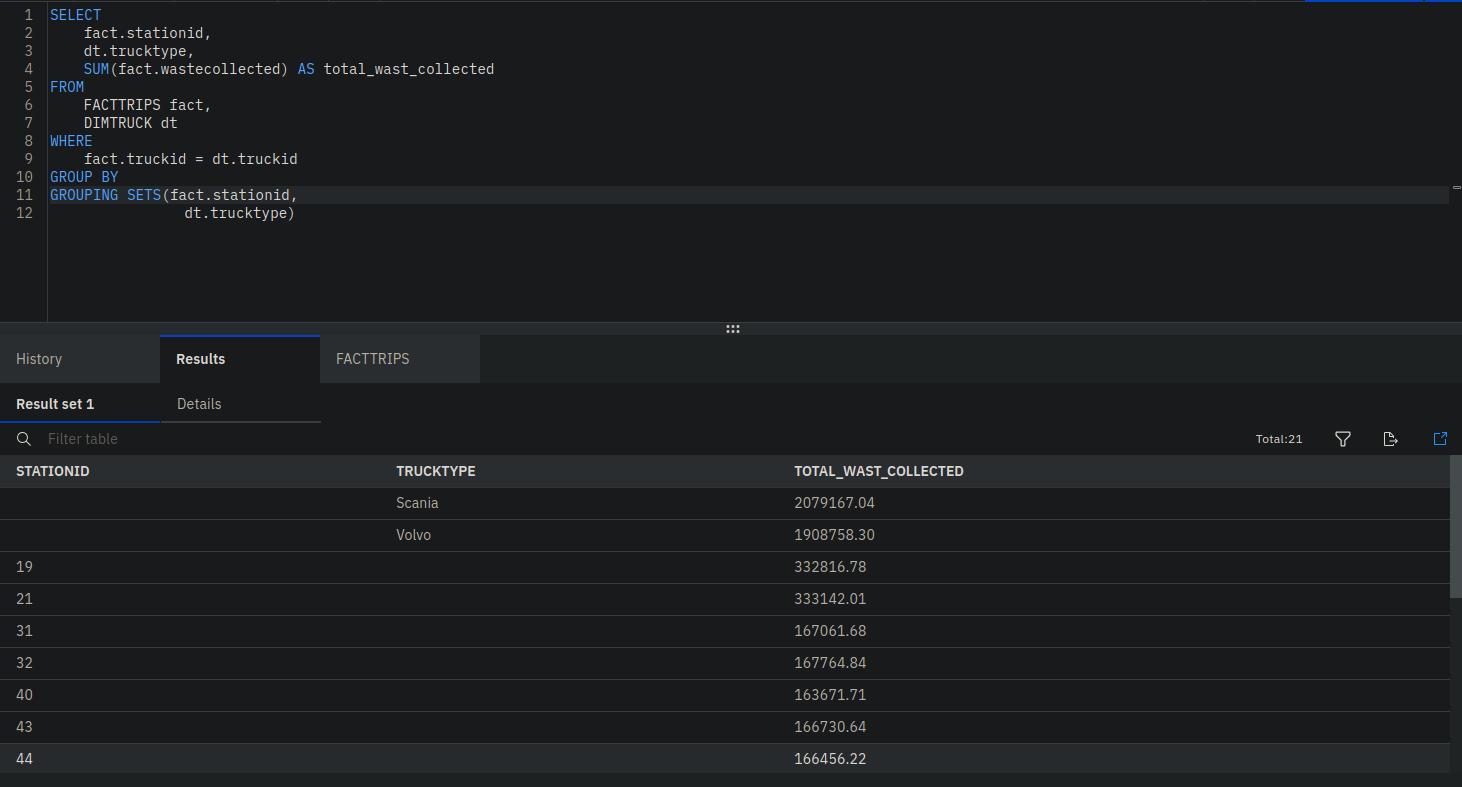 1 SELECT
2 fact.stationid,
3 dt.trucktype,
4 SUM(fact.wastecollected) AS total_wast_collected
5 FROM
6 FACTTRIPS fact,
7 DIMTRUCK dt
8 WHERE
9 fact.truckid = dt.truckid
10 GROUP BY
11 GROUPING SETS(fact.stationid,
12 dt.trucktype)
History Results FACTTRIPS
Result set 1 Details
Filter table Total:21
STATIONID TRUCKTYPE TOTAL_WAST_COLLECTED
Scania 2079167.04
Volvo 1908758.30
19 332816.78
21 333142.01
31 167061.68
32 167764.84
40 163671.71
43 166730.64
44 166456.22